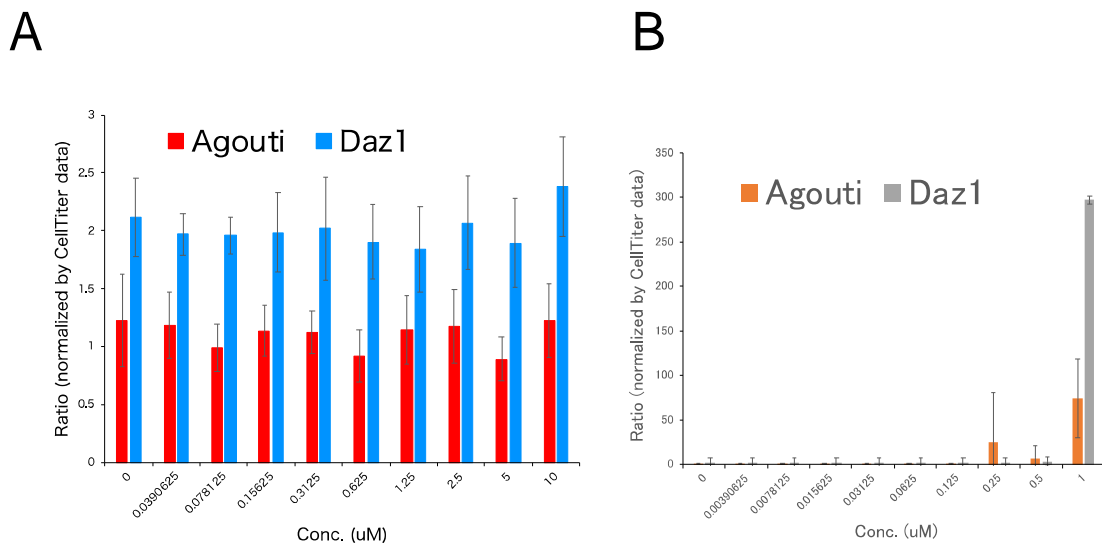 A
Ratio (normalized by CellTiter data)
3
2.5
2
1.5
1
0.5
0
Agouti Daz1
0 0.0390625 0.078125 0.15625 0.3125 0.625 1.25 2.5 5 10
Conc. (uM)
B
Ratio (normalized by CellTiter data)
350
300
250
200
150
100
50
0
Agouti Daz1
0 0.00390625 0.0078125 0.015625 0.03125 0.0625 0.125 0.25 0.5 1
Conc. (uM)